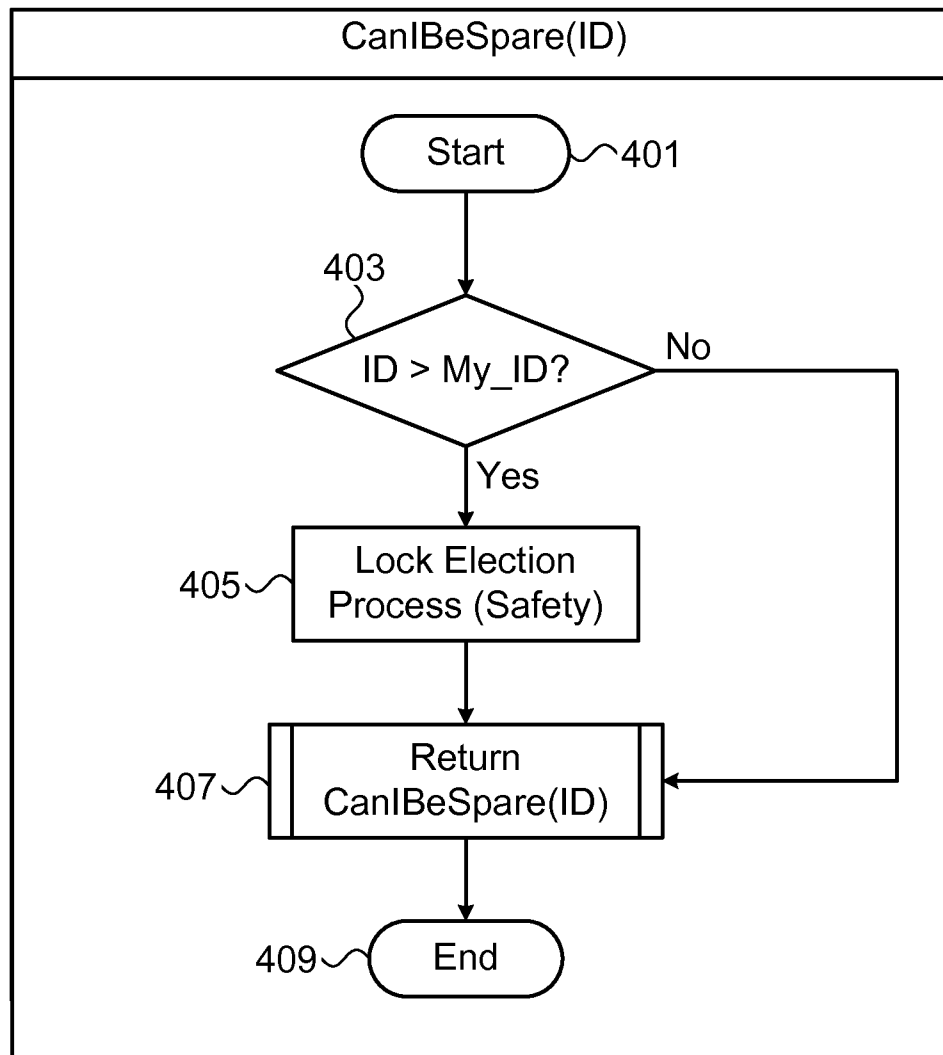 CanIBeSpare(ID)
Start
401
403
ID > My_ID?
No
Yes
405
Lock Election
Process (Safety)
407
Return
CanIBeSpare(ID)
409
End